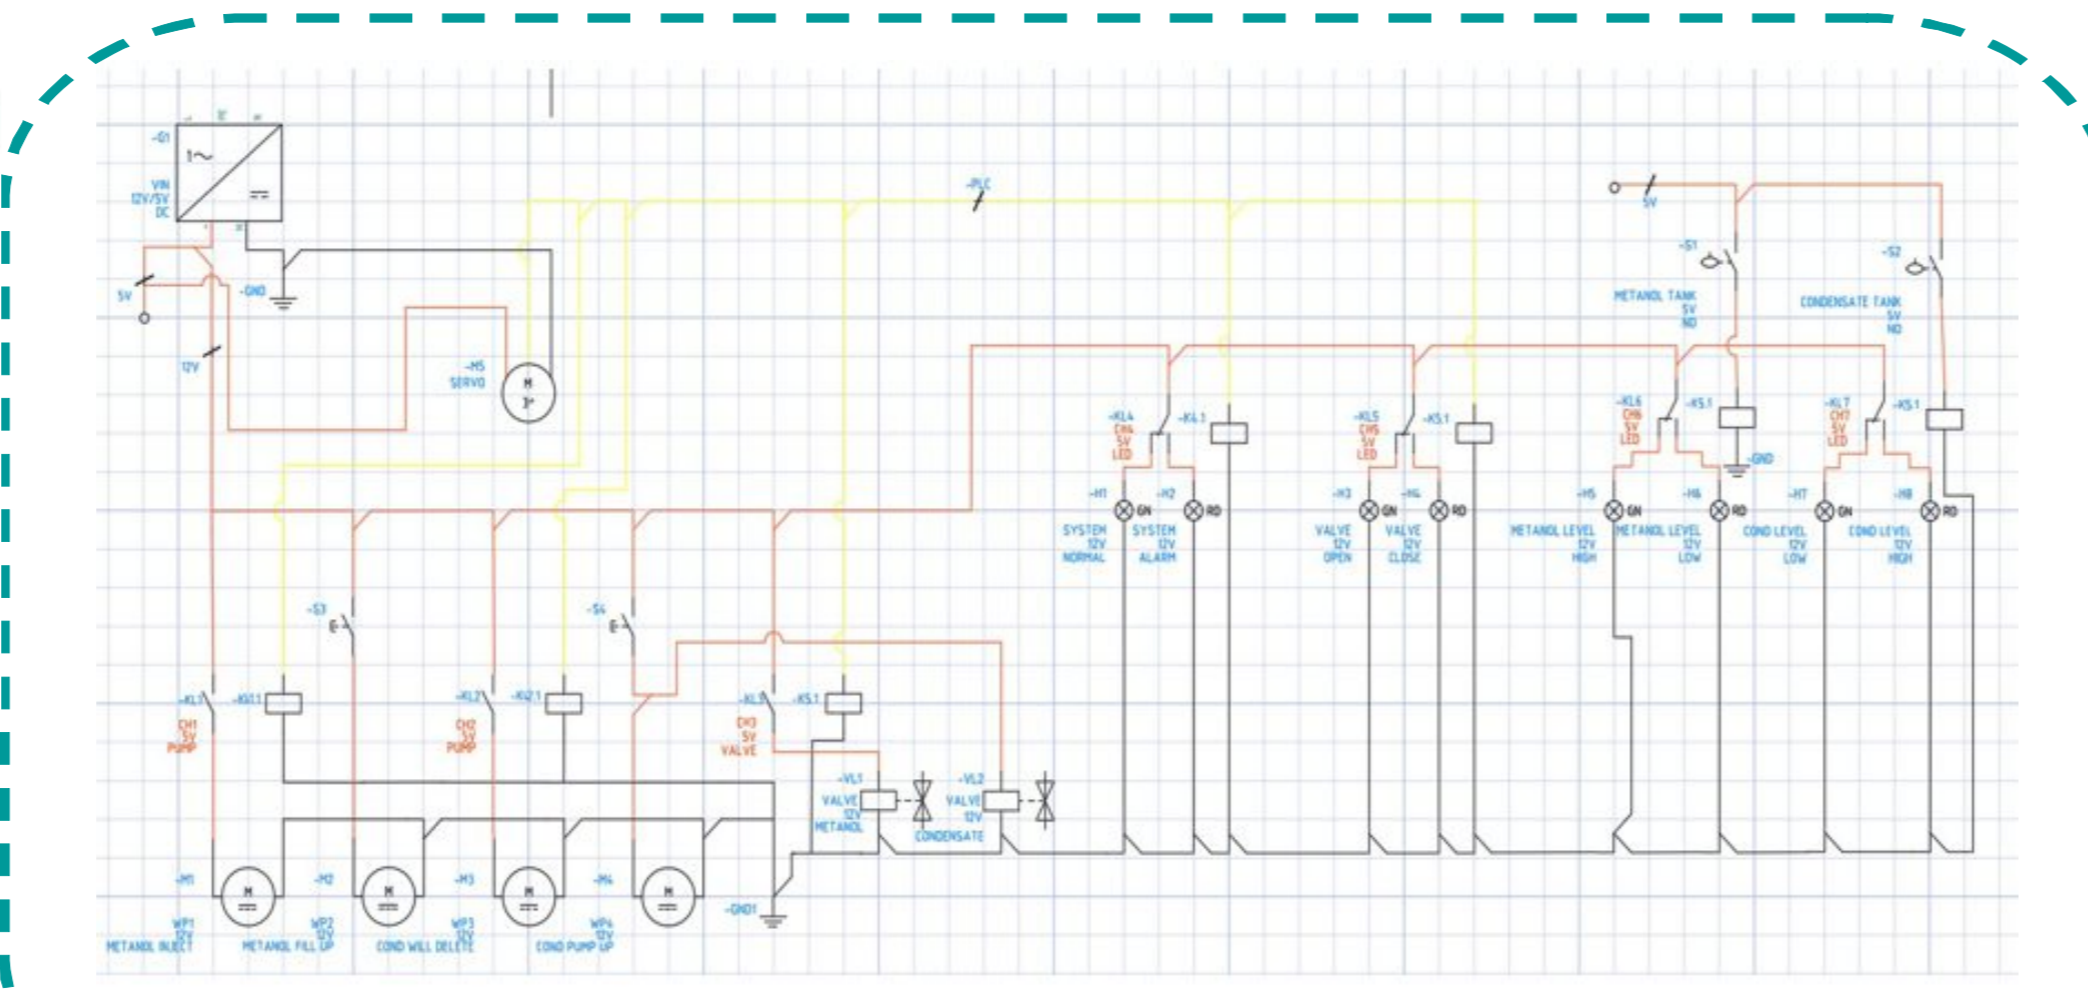 -G1
1~
VIN
12V/5V
DC
5V
-GND
12V
-M5
SERVO
M
3~
-PLC
5V
-S1
METANOL TANK
5V
NO
-S2
CONDENSATE TANK
5V
NO
-KL4
CH4
5V
LED
-K4.1
-KL5
CH5
5V
LED
-K5.1
-KL6
CH6
5V
LED
-K5.1
-GND
-KL7
CH7
5V
LED
-K5.1
-H1
GN
SYSTEM
12V
NORMAL
-H2
RD
SYSTEM
12V
ALARM
-H3
GN
VALVE
12V
OPEN
-H4
RD
VALVE
12V
CLOSE
-H5
GN
METANOL LEVEL
12V
HIGH
-H6
RD
METANOL LEVEL
12V
LOW
-H7
GN
COND LEVEL
12V
LOW
-H8
RD
COND LEVEL
12V
HIGH
-S3
-S4
-KL1
CH1
5V
PUMP
-KL2
CH2
5V
PUMP
-K2.1
CH3
5V
VALVE
-K5.1
-VL1
VALVE
12V
METANOL
-VL2
VALVE
12V
CONDENSATE
-M1
M
WP1
12V
METANOL INJECT
-M2
M
WP2
12V
METANOL FILL UP
-M3
M
WP3
12V
COND WILL DELETE
-M4
M
WP4
12V
COND PUMP UP
-GND1